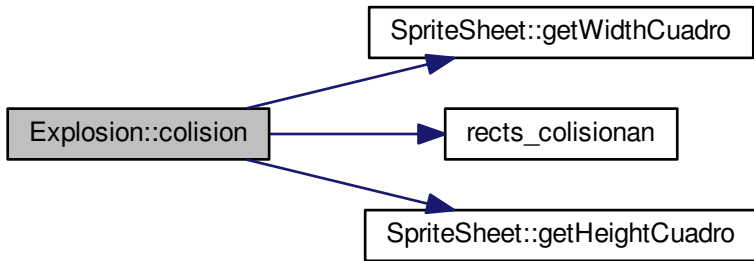 SpriteSheet::getWidthCuadro
Explosion::colision
rects_colisionan
SpriteSheet::getHeightCuadro